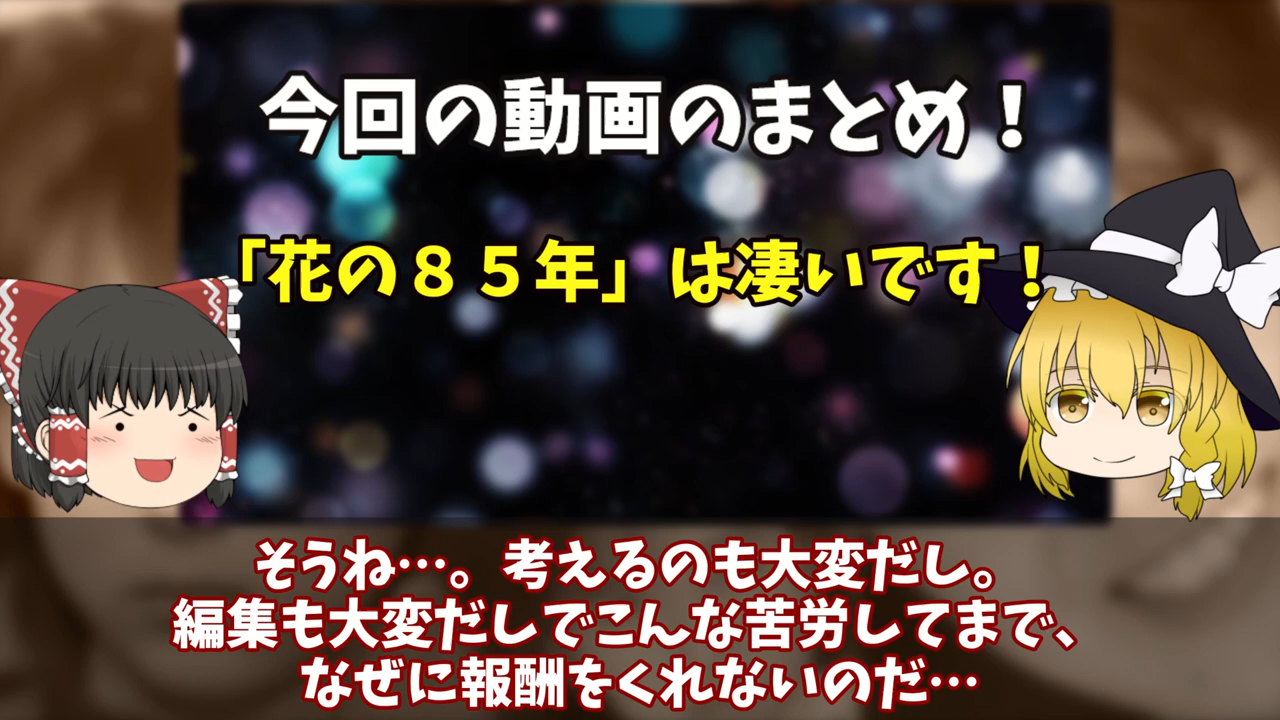 今回の動画のまとめ！
「花の８５年」は凄いです！
そうね…。考えるのも大変だし。
編集も大変だしでこんな苦労してまで、
なぜに報酬をくれないのだ…